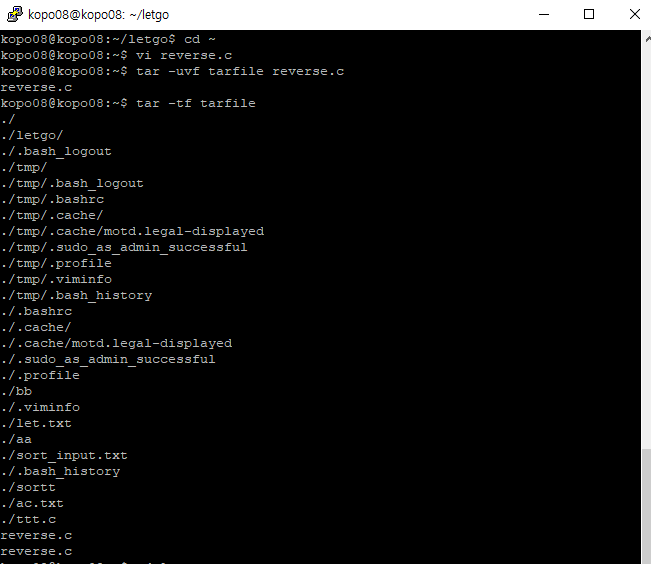 kopo08@kopo08: ~/letgo
kopo08@kopo08:~/letgo$ cd ~
kopo08@kopo08:~$ vi reverse.c
kopo08@kopo08:~$ tar -uvf tarfile reverse.c
reverse.c
kopo08@kopo08:~$ tar -tf tarfile
./
./letgo/
./.bash_logout
./tmp/
./tmp/.bash_logout
./tmp/.bashrc
./tmp/.cache/
./tmp/.cache/motd.legal-displayed
./tmp/.sudo_as_admin_successful
./tmp/.profile
./tmp/.viminfo
./tmp/.bash_history
./.bashrc
./.cache/
./.cache/motd.legal-displayed
./.sudo_as_admin_successful
./.profile
./bb
./.viminfo
./let.txt
./aa
./sort_input.txt
./.bash_history
./sortt
./ac.txt
./ttt.c
reverse.c
reverse.c